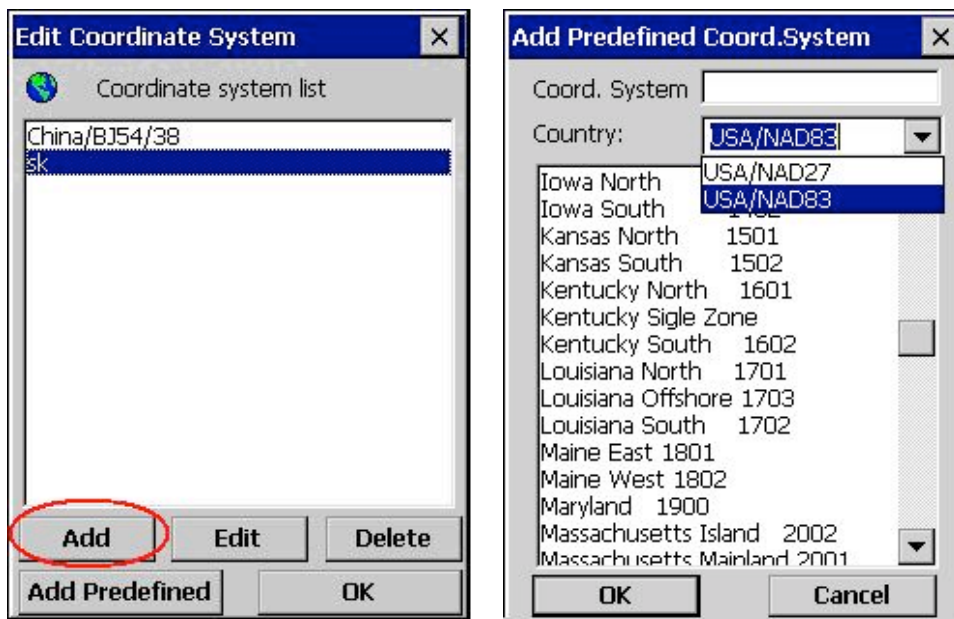 Edit Coordinate System
Coordinate system list
China/BJ54/38
sk
Add Edit Delete
Add Predefined OK
Add Predefined Coord.System
Coord. System
Country: USA/NAD83
USA/NAD27
USA/NAD83
Iowa North
Iowa South
Kansas North 1501
Kansas South 1502
Kentucky North 1601
Kentucky Sigle Zone
Kentucky South 1602
Louisiana North 1701
Louisiana Offshore 1703
Louisiana South 1702
Maine East 1801
Maine West 1802
Maryland 1900
Massachusetts Island 2002
Massachusetts Mainland 2001
OK Cancel